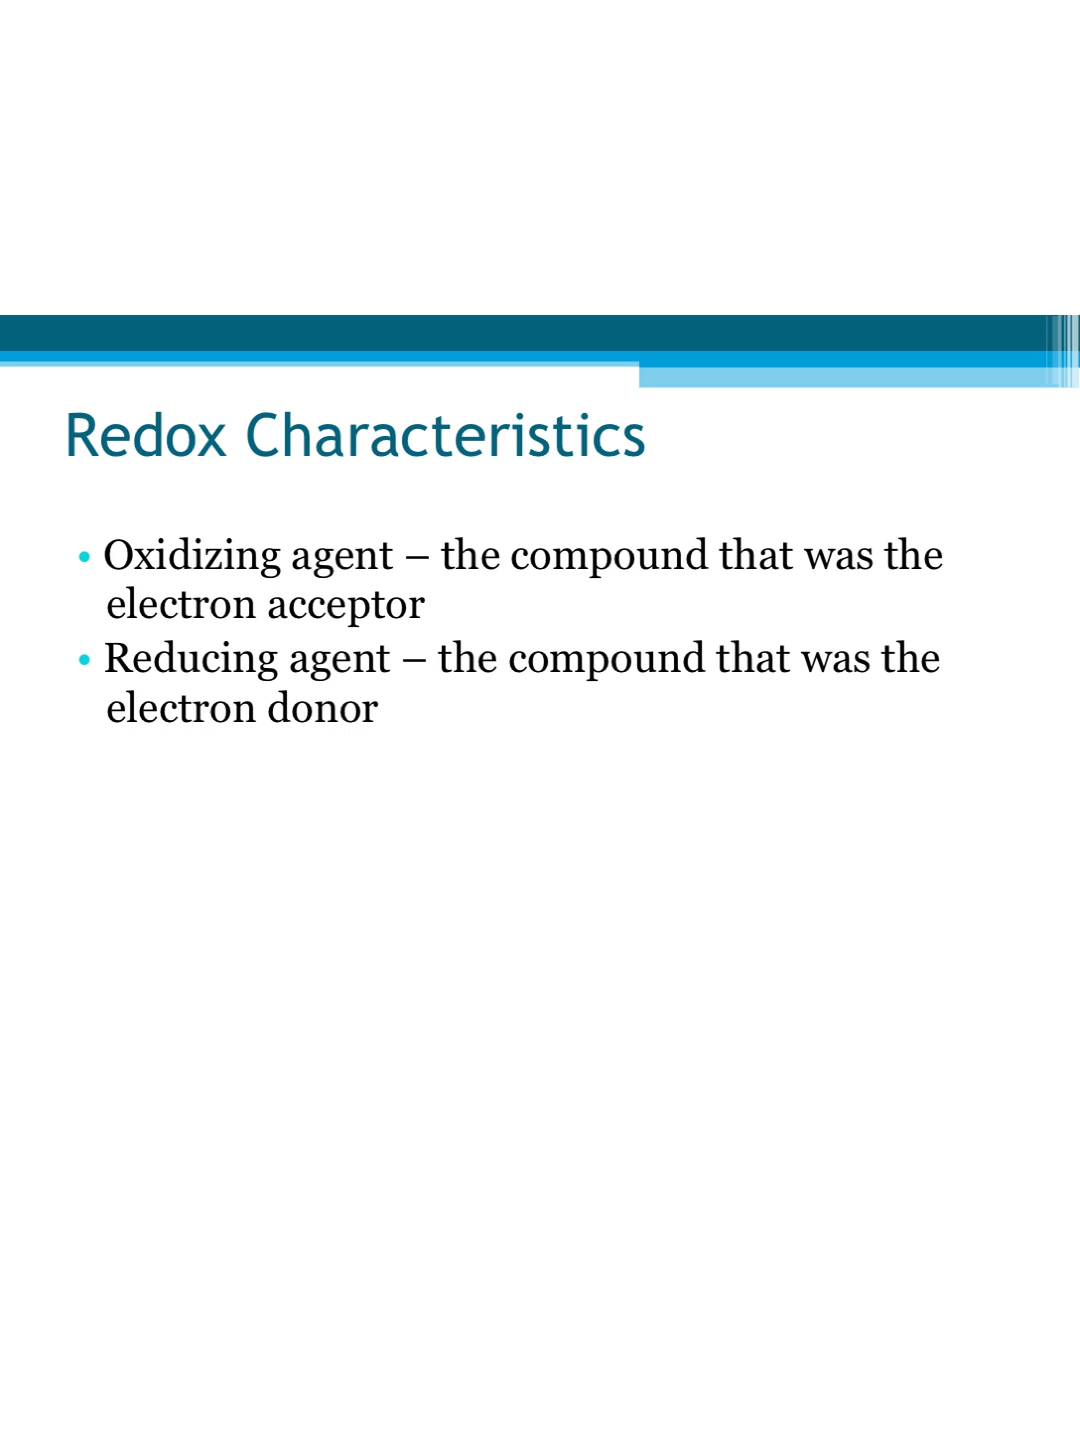 Redox Characteristics
• Oxidizing agent – the compound that was the
electron acceptor
• Reducing agent – the compound that was the
electron donor